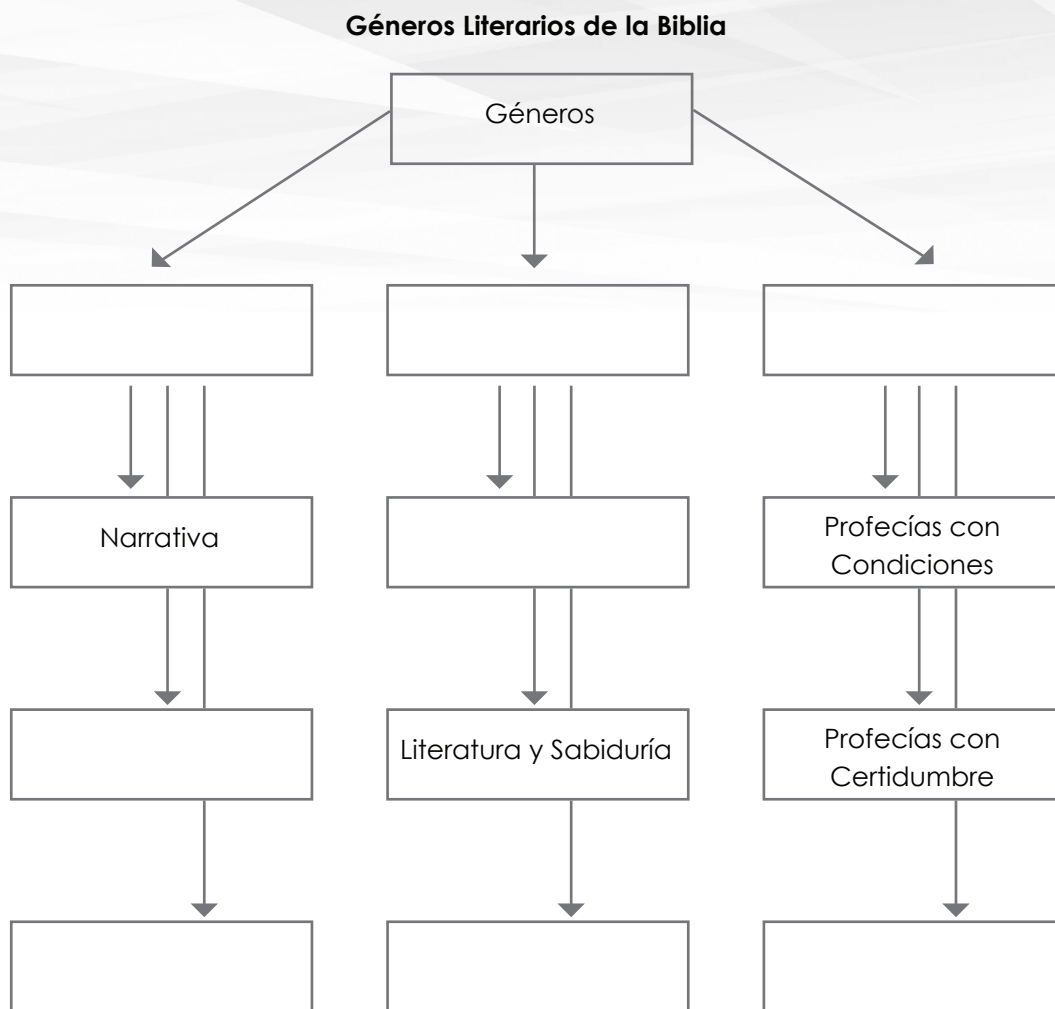 Géneros Literarios de la Biblia
Géneros
Narrativa
Profecías con
Condiciones
Literatura y Sabiduría
Profecías con
Certidumbre